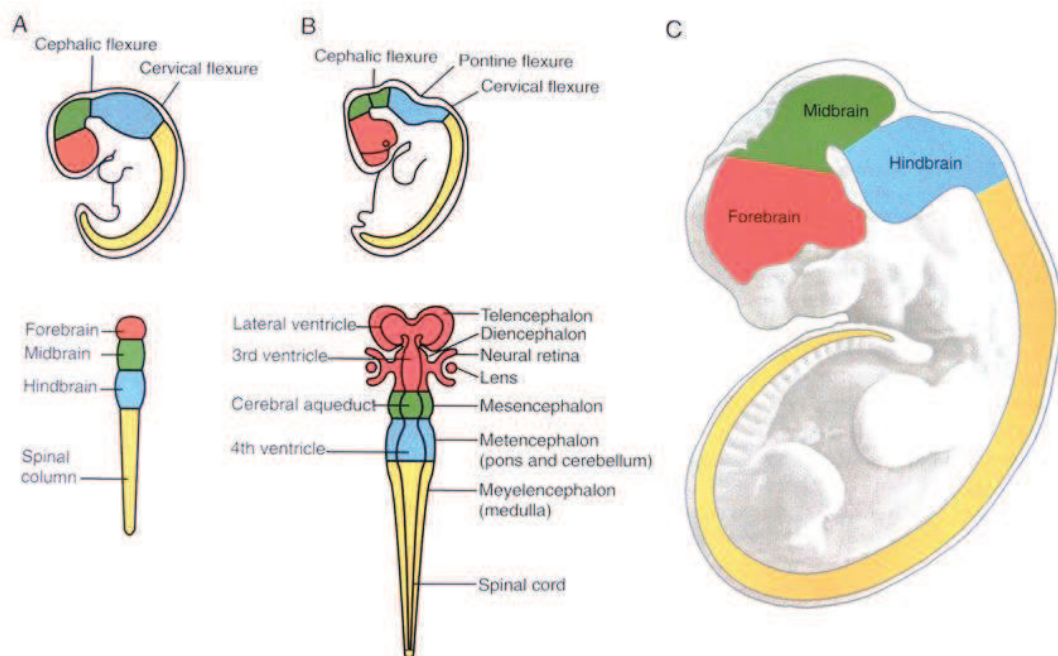 A
Cephalic flexure
Cervical flexure
B
Cephalic flexure
Pontine flexure
Cervical flexure
C
Midbrain
Hindbrain
Forebrain
Forebrain
Midbrain
Hindbrain
Spinal
column
Lateral ventricle
3rd ventricle
Cerebral aqueduct
4th ventricle
Telencephalon
Diencephalon
Neural retina
Lens
Mesencephalon
Metencephalon
(pons and cerebellum)
Meyelencephalon
(medulla)
Spinal cord